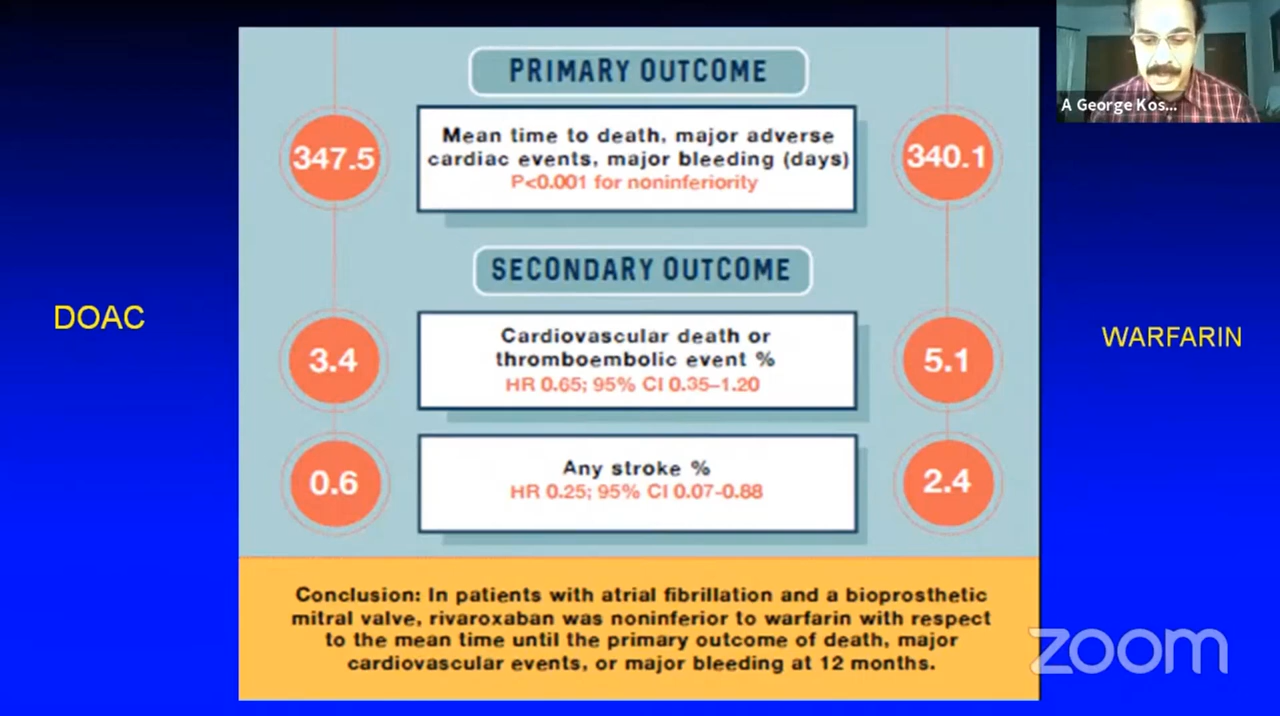 PRIMARY OUTCOME
A George Kos...
347.5
Mean time to death, major adverse
cardiac events, major bleeding (days)
P<0.001 for noninferiority
340.1
SECONDARY OUTCOME
DOAC
WARFARIN
3.4
Cardiovascular death or
thromboembolic event %
HR 0.65; 95% CI 0.35–1.20
5.1
0.6
Any stroke %
HR 0.25; 95% CI 0.07-0.88
2.4
Conclusion: In patients with atrial fibrillation and a bioprosthetic
mitral valve, rivaroxaban was noninferior to warfarin with respect
to the mean time until the primary outcome of death, major
cardiovascular events, or major bleeding at 12 months.
zoom